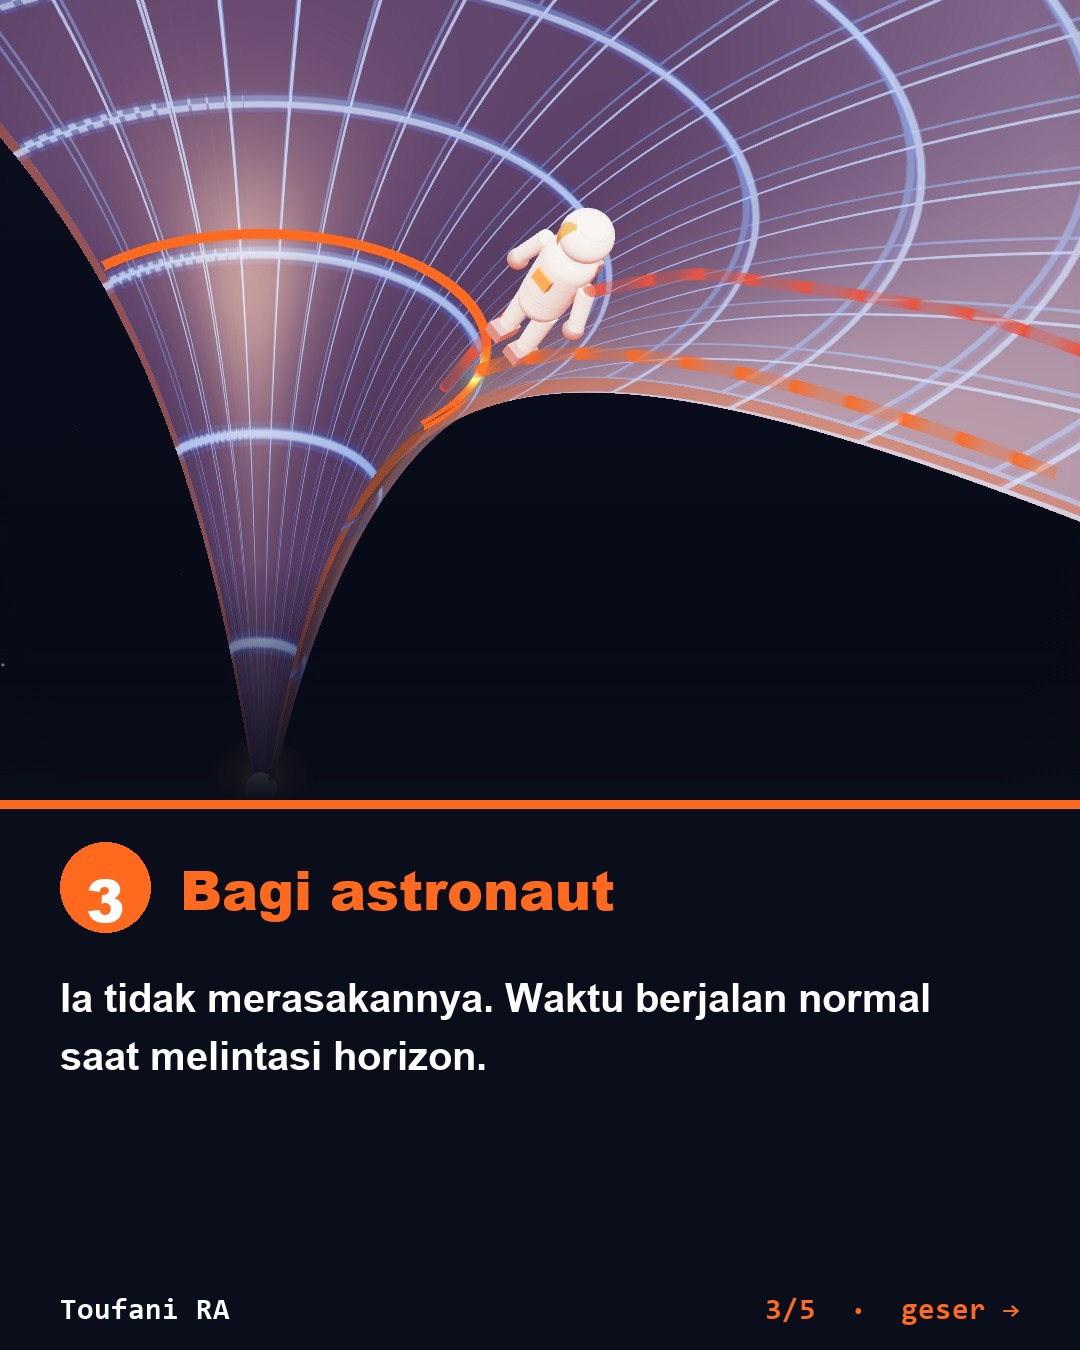 3
Bagi astronaut
Ia tidak merasakannya. Waktu berjalan normal
saat melintasi horizon.
Toufani RA
3/5 · geser →